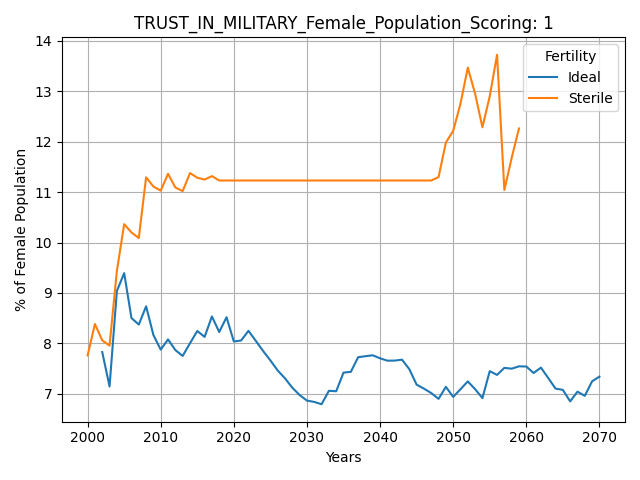 TRUST_IN_MILITARY_Female_Population_Scoring: 1
Fertility
Ideal
Sterile
% of Female Population
14
13
12
11
10
9
8
7
2000 2010 2020 2030 2040 2050 2060 2070
Years